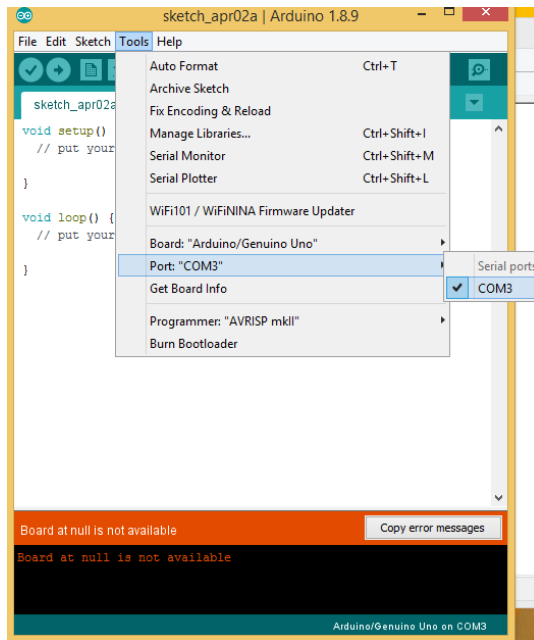 sketch_apr02a | Arduino 1.8.9
File Edit Sketch Tools Help
sketch_apr02a
void setup()
// put your
}
void loop() {
// put your
}
Auto Format Ctrl+T
Archive Sketch
Fix Encoding & Reload
Manage Libraries... Ctrl+Shift+I
Serial Monitor Ctrl+Shift+M
Serial Plotter Ctrl+Shift+L
WiFi101 / WiFiNINA Firmware Updater
Board: "Arduino/Genuino Uno"
Port: "COM3"
Get Board Info
Programmer: "AVRISP mkII"
Burn Bootloader
Serial ports
COM3
Board at null is not available
Copy error messages
Board at null is not available
Arduino/Genuino Uno on COM3